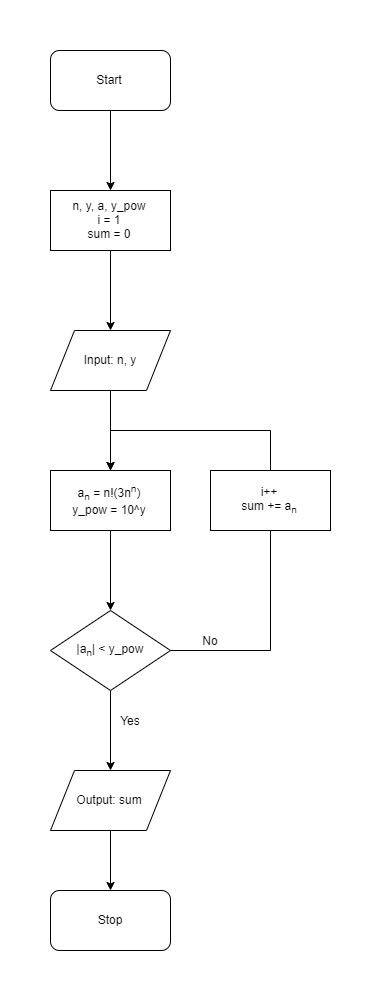 Start
n, y, a, y_pow
i = 1
sum = 0
Input: n, y
aₙ = n!(3nⁿ)
y_pow = 10^y
i++
sum += aₙ
|aₙ| < y_pow
No
Yes
Output: sum
Stop